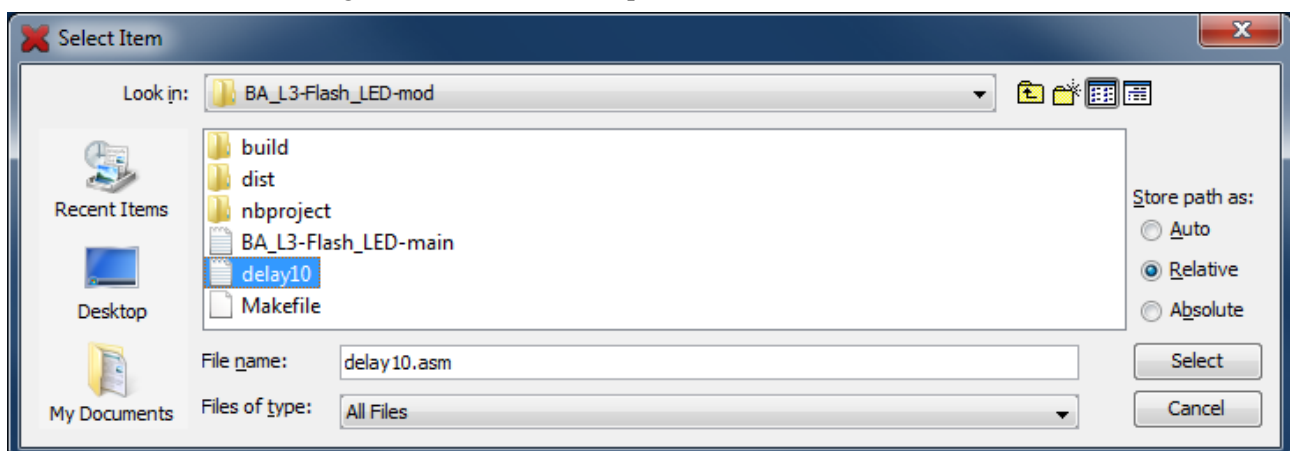 Select Item
Look in:
BA_L3-Flash_LED-mod
build
dist
nbproject
BA_L3-Flash_LED-main
delay10
Makefile
Recent Items
Desktop
My Documents
Store path as:
Auto
Relative
Absolute
File name:
delay10.asm
Select
Files of type:
All Files
Cancel